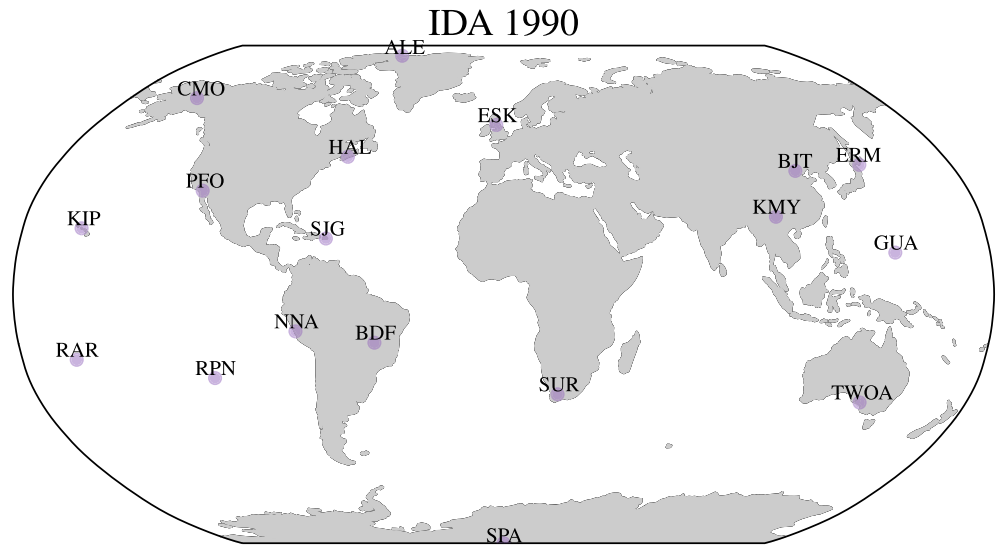 IDA 1990
ALE
CMO
ESK
HAL
BJT
ERM
PFO
KMY
KIP
SJG
GUA
NNA
BDF
RAR
RPN
SUR
TWOA
SPA